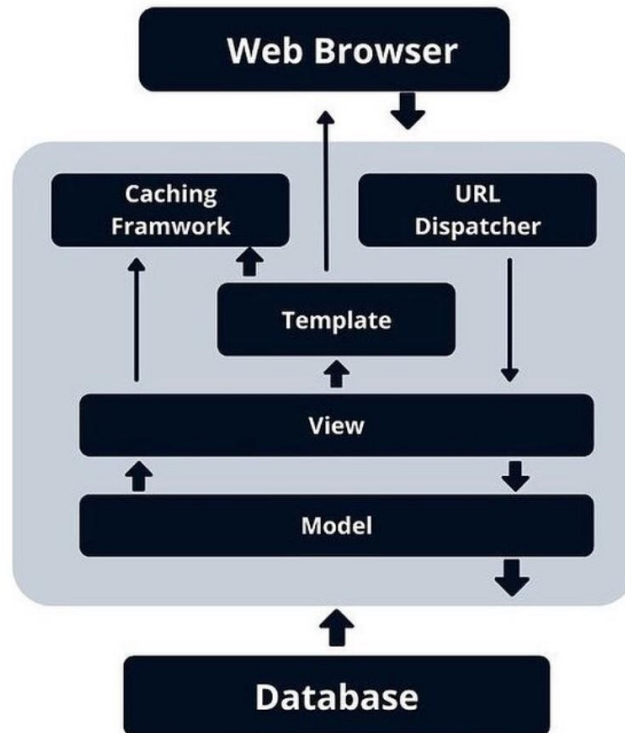 Web Browser
Caching
Framwork
URL
Dispatcher
Template
View
Model
Database